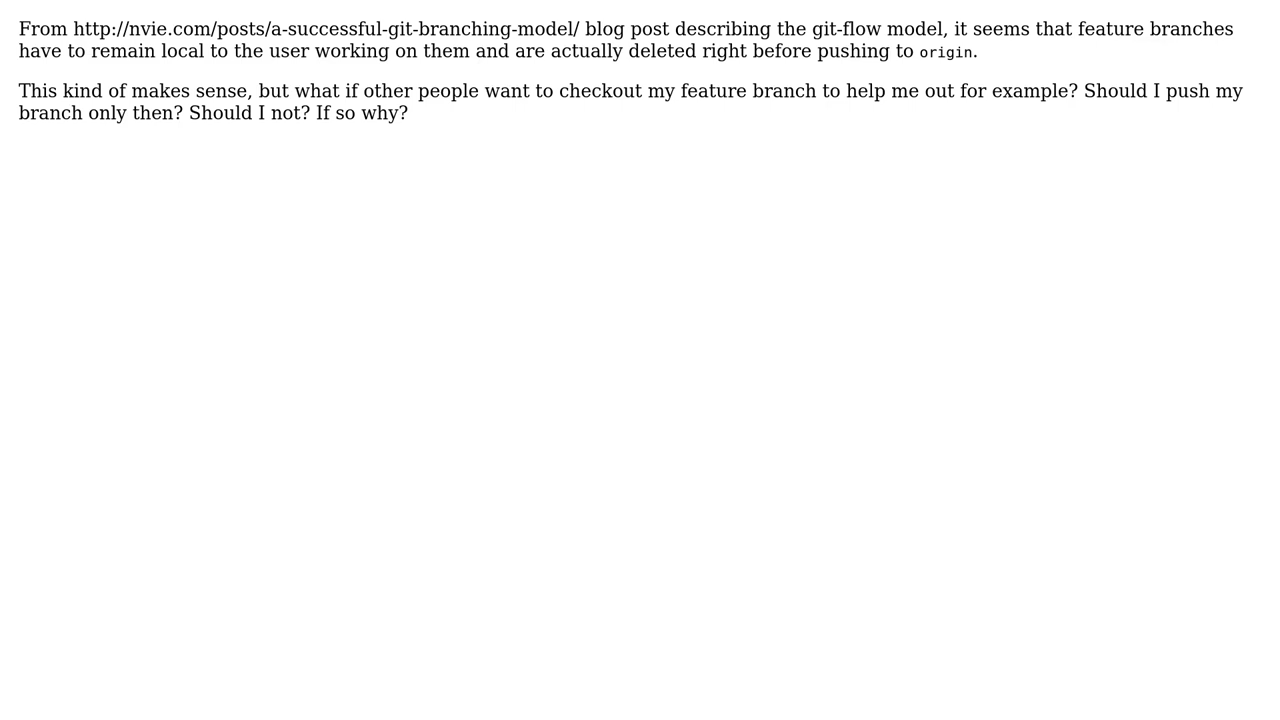 From http://nvie.com/posts/a-successful-git-branching-model/ blog post describing the git-flow model, it seems that feature branches
have to remain local to the user working on them and are actually deleted right before pushing to origin.
This kind of makes sense, but what if other people want to checkout my feature branch to help me out for example? Should I push my
branch only then? Should I not? If so why?